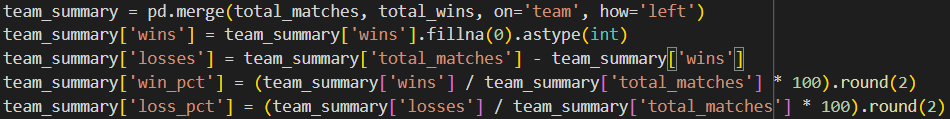 team_summary = pd.merge(total_matches, total_wins, on='team', how='left')
team_summary['wins'] = team_summary['wins'].fillna(0).astype(int)
team_summary['losses'] = team_summary['total_matches'] - team_summary['wins']
team_summary['win_pct'] = (team_summary['wins'] / team_summary['total_matches'] * 100).round(2)
team_summary['loss_pct'] = (team_summary['losses'] / team_summary['total_matches'] * 100).round(2)